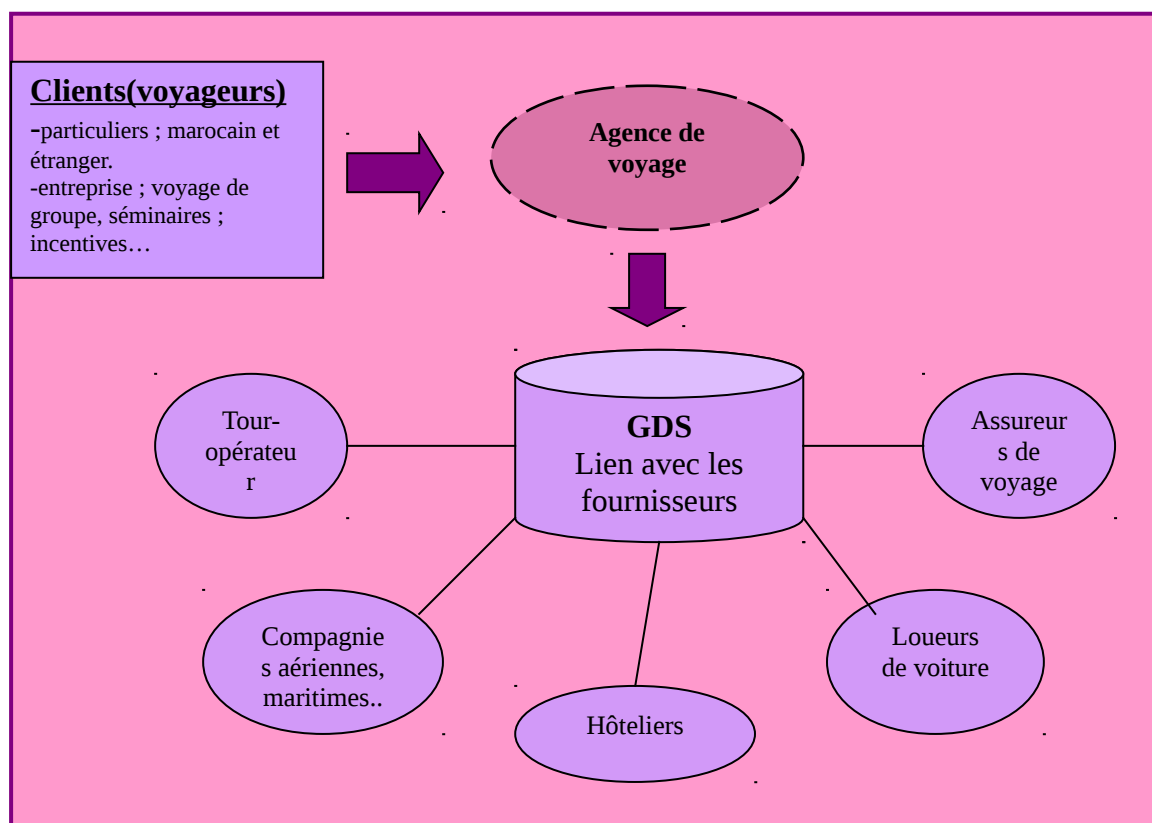 Clients(voyageurs)
-particuliers ; marocain et
étranger.
-entreprise ; voyage de
groupe, séminaires ;
incentives…
Agence de
voyage
GDS
Lien avec les
fournisseurs
Tour-
opérateu
r
Assureur
s de
voyage
Compagnie
s aériennes,
maritimes..
Hôteliers
Loueurs
de voiture